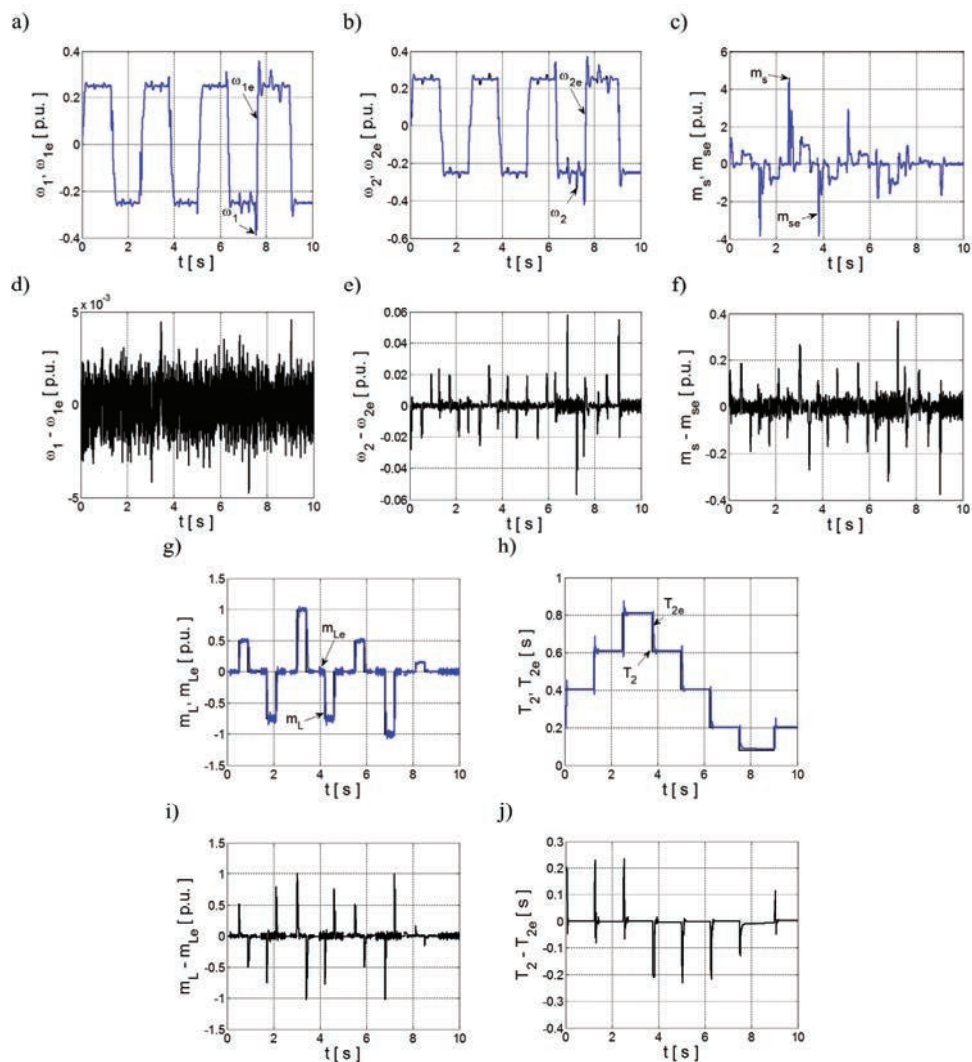 a)
b)
c)
ω1, ω1e [ p.u. ]
0.4
0.2
0
-0.2
-0.4
0 2 4 6 8 10
t [ s ]
ω1e
ω1
ω2, ω2e [ p.u. ]
0.4
0.2
0
-0.2
-0.4
-0.6
0 2 4 6 8 10
t [ s ]
ω2e
ω2
ms, mse [ p.u. ]
6
4
2
0
-2
-4
0 2 4 6 8 10
t [ s ]
ms
mse
d)
e)
f)
ω1 - ω1e [ p.u. ]
5 x 10-3
0
-5
0 2 4 6 8 10
t [ s ]
ω2 - ω2e [ p.u. ]
0.06
0.04
0.02
0
-0.02
-0.04
-0.06
0 2 4 6 8 10
t [ s ]
ms - mse [ p.u. ]
0.4
0.2
0
-0.2
-0.4
0 2 4 6 8 10
t [ s ]
g)
h)
mL, mLe [ p.u. ]
1.5
1
0.5
0
-0.5
-1
-1.5
0 2 4 6 8 10
t [ s ]
mLe
mL
T2, T2e [ s ]
1
0.8
0.6
0.4
0.2
0
0 2 4 6 8 10
t [ s ]
T2e
T2
i)
j)
mL - mLe [ p.u. ]
1.5
1
0.5
0
-0.5
-1
-1.5
0 2 4 6 8 10
t [ s ]
T2 - T2e [ s ]
0.3
0.2
0.1
0
-0.1
-0.2
-0.3
-0.4
0 2 4 6 8 10
t [ s ]